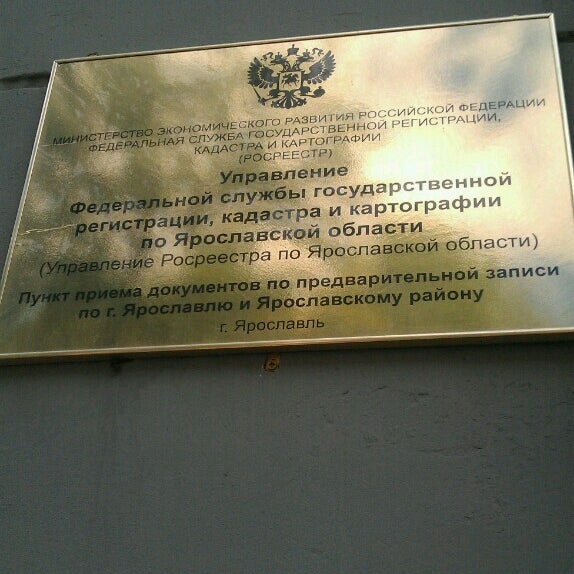 МИНИСТЕРСТВО ЭКОНОМИЧЕСКОГО РАЗВИТИЯ РОССИЙСКОЙ ФЕДЕРАЦИИ
ФЕДЕРАЛЬНАЯ СЛУЖБА ГОСУДАРСТВЕННОЙ РЕГИСТРАЦИИ,
КАДАСТРА И КАРТОГРАФИИ
(РОСРЕЕСТР)
Управление
Федеральной службы государственной
регистрации, кадастра и картографии
по Ярославской области
(Управление Росреестра по Ярославской области)
Пункт приема документов по предварительной записи
по г. Ярославлю и Ярославскому району
г. Ярославль